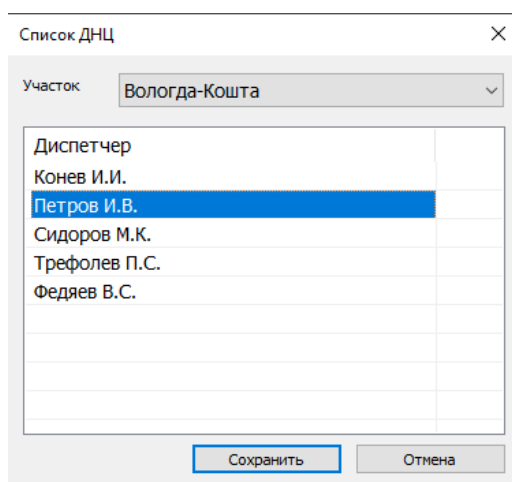 Список ДНЦ
Участок Вологда-Кошта
Диспетчер
Конев И.И.
Петров И.В.
Сидоров М.К.
Трефолев П.С.
Федяев В.С.
Сохранить Отмена